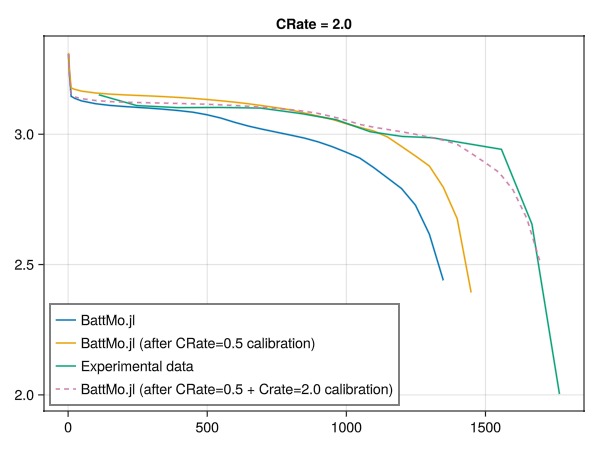 CRate = 2.0
3.0
2.5
2.0
BattMo.jl
BattMo.jl (after CRate=0.5 calibration)
Experimental data
BattMo.jl (after CRate=0.5 + Crate=2.0 calibration)
0 500 1000 1500